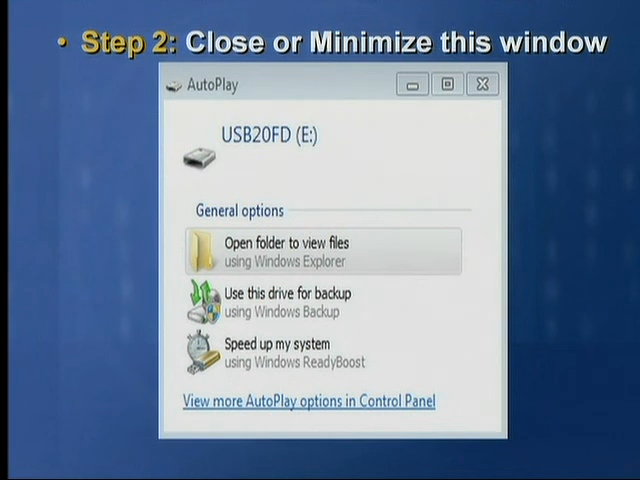 • Step 2: Close or Minimize this window
AutoPlay
USB20FD (E:)
General options
Open folder to view files
using Windows Explorer
Use this drive for backup
using Windows Backup
Speed up my system
using Windows ReadyBoost
View more AutoPlay options in Control Panel